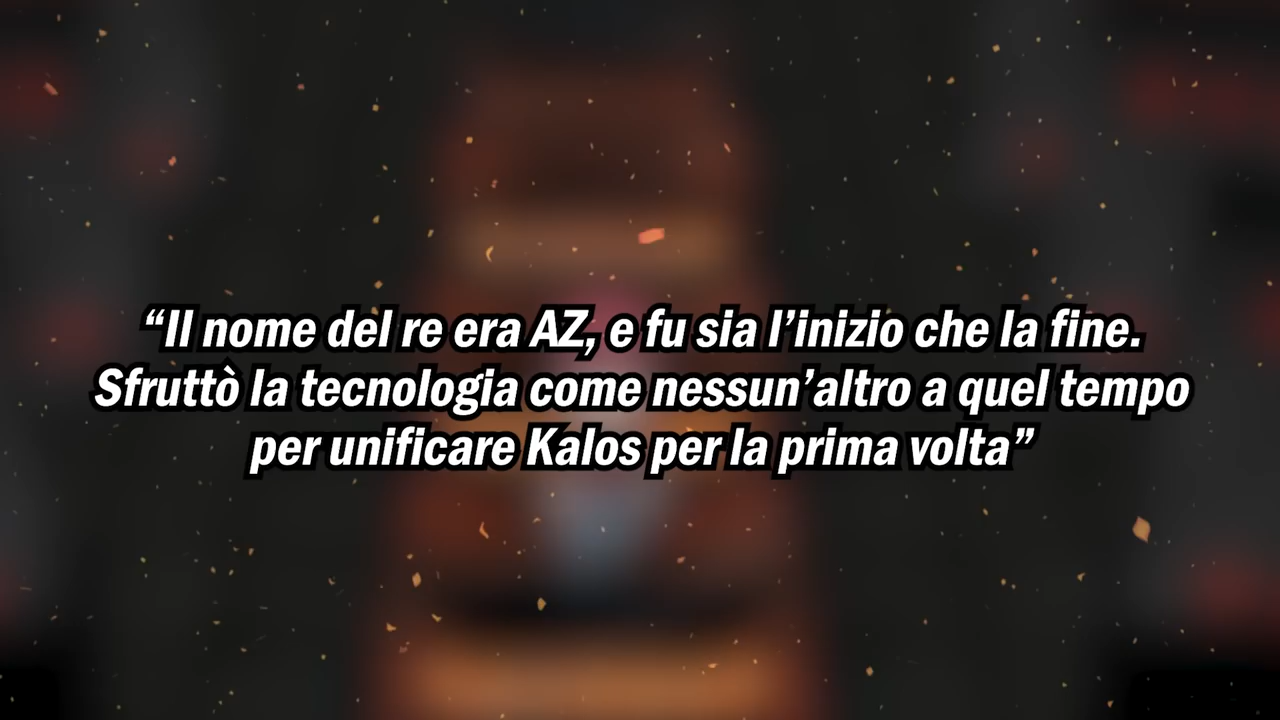 “Il nome del re era AZ, e fu sia l’inizio che la fine.
Sfruttò la tecnologia come nessun’altro a quel tempo
per unificare Kalos per la prima volta”